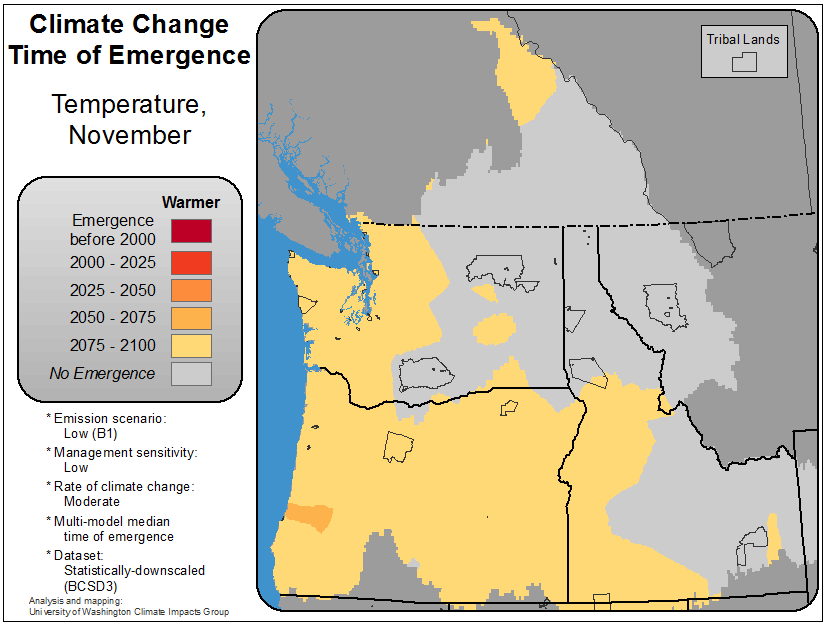 Climate Change
Time of Emergence
Temperature,
November
Warmer
Emergence
before 2000
2000 - 2025
2025 - 2050
2050 - 2075
2075 - 2100
No Emergence
* Emission scenario:
Low (B1)
* Management sensitivity:
Low
* Rate of climate change:
Moderate
* Multi-model median
time of emergence
* Dataset:
Statistically-downscaled
(BCSD3)
Analysis and mapping:
University of Washington Climate Impacts Group
Tribal Lands